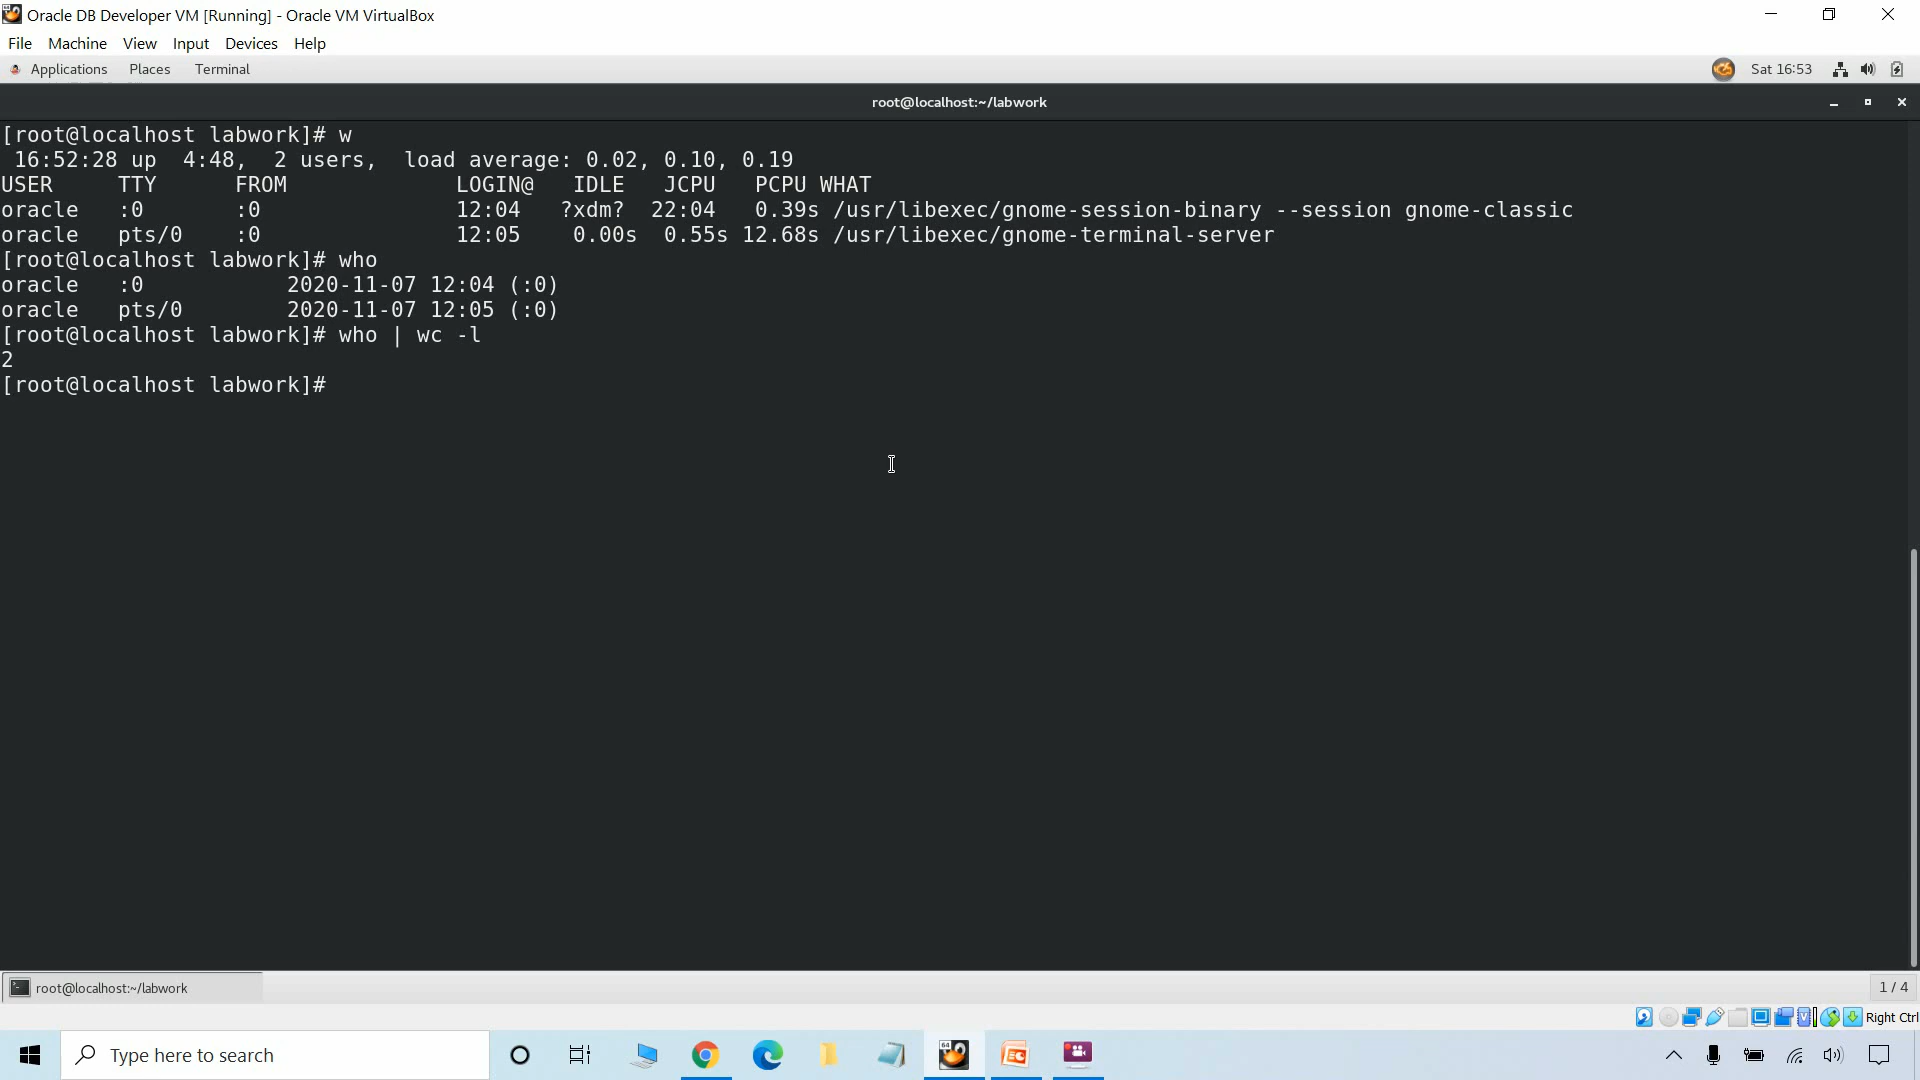 Oracle DB Developer VM [Running] - Oracle VM VirtualBox
File Machine View Input Devices Help
Applications Places Terminal Sat 16:53
root@localhost:~/labwork
[root@localhost labwork]# w
 16:52:28 up  4:48,  2 users,  load average: 0.02, 0.10, 0.19
USER     TTY      FROM             LOGIN@   IDLE   JCPU   PCPU WHAT
oracle   :0       :0               12:04   ?xdm?  22:04   0.39s /usr/libexec/gnome-session-binary --session gnome-classic
oracle   pts/0    :0               12:05    0.00s  0.55s 12.68s /usr/libexec/gnome-terminal-server
[root@localhost labwork]# who
oracle   :0           2020-11-07 12:04 (:0)
oracle   pts/0        2020-11-07 12:05 (:0)
[root@localhost labwork]# who | wc -l
2
[root@localhost labwork]#
root@localhost:~/labwork 1 / 4
Right Ctrl
Type here to search